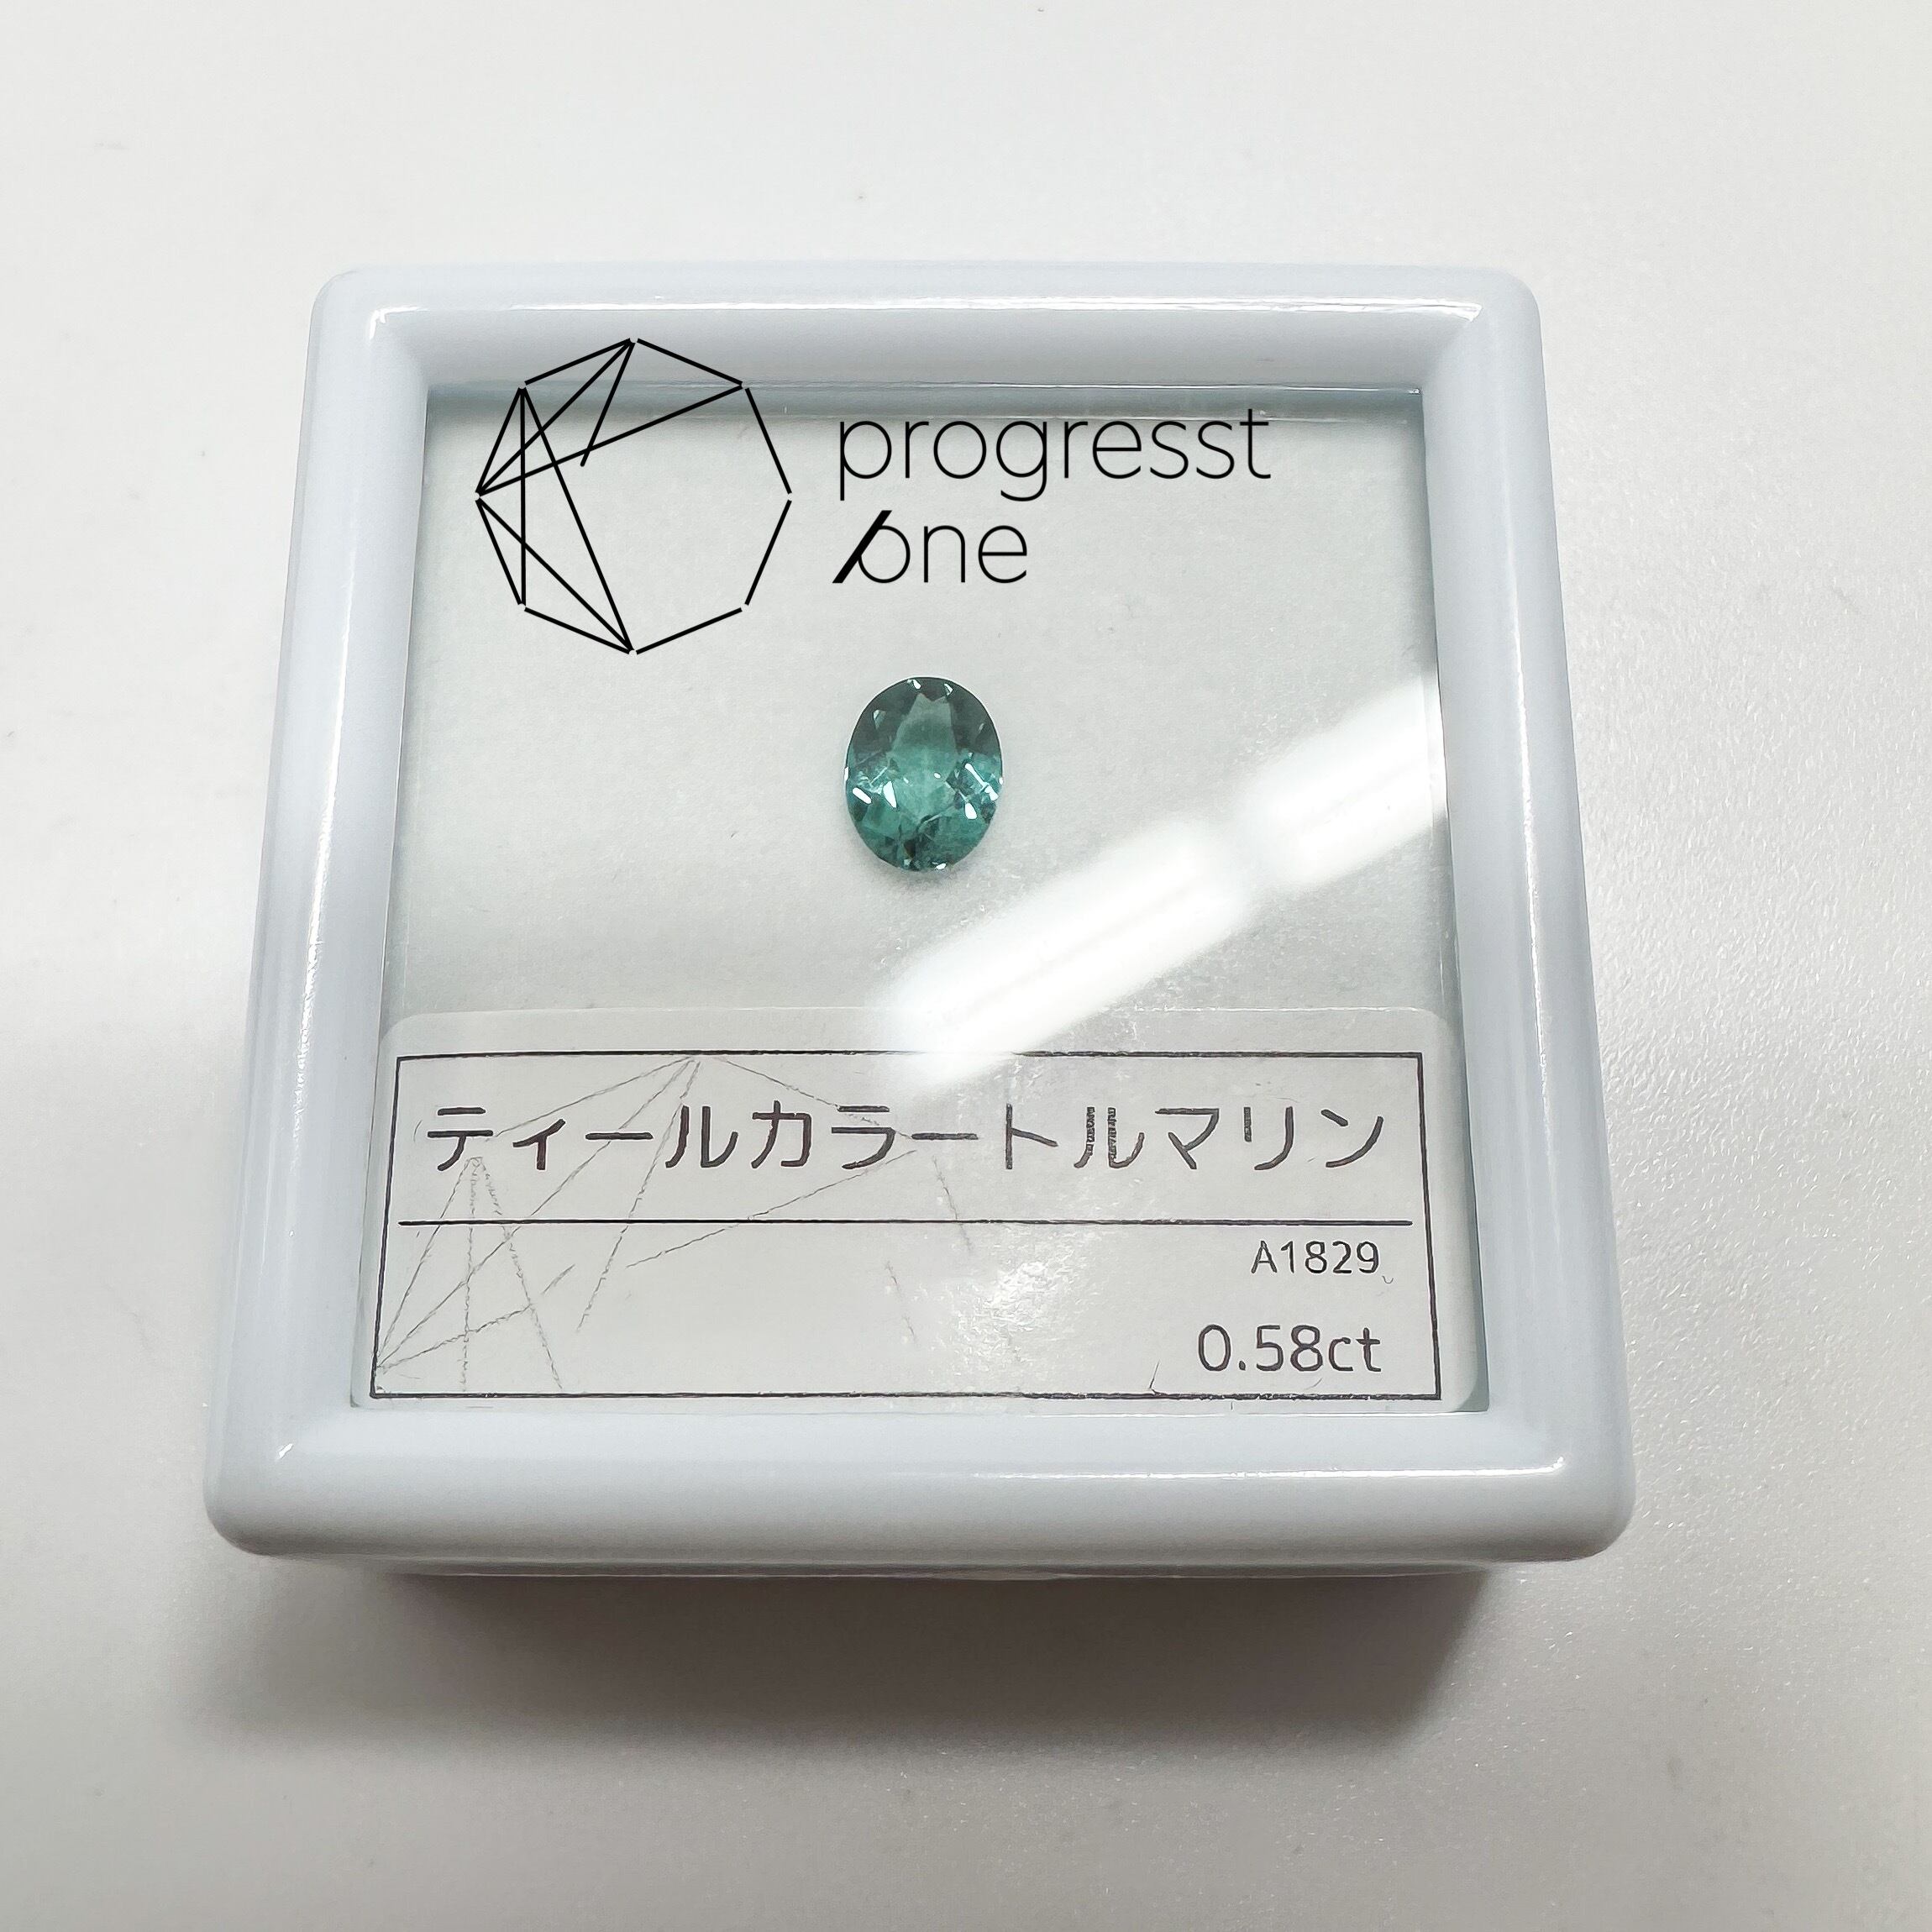 progresst
one
ティールカラートルマリン
A1829
0.58ct